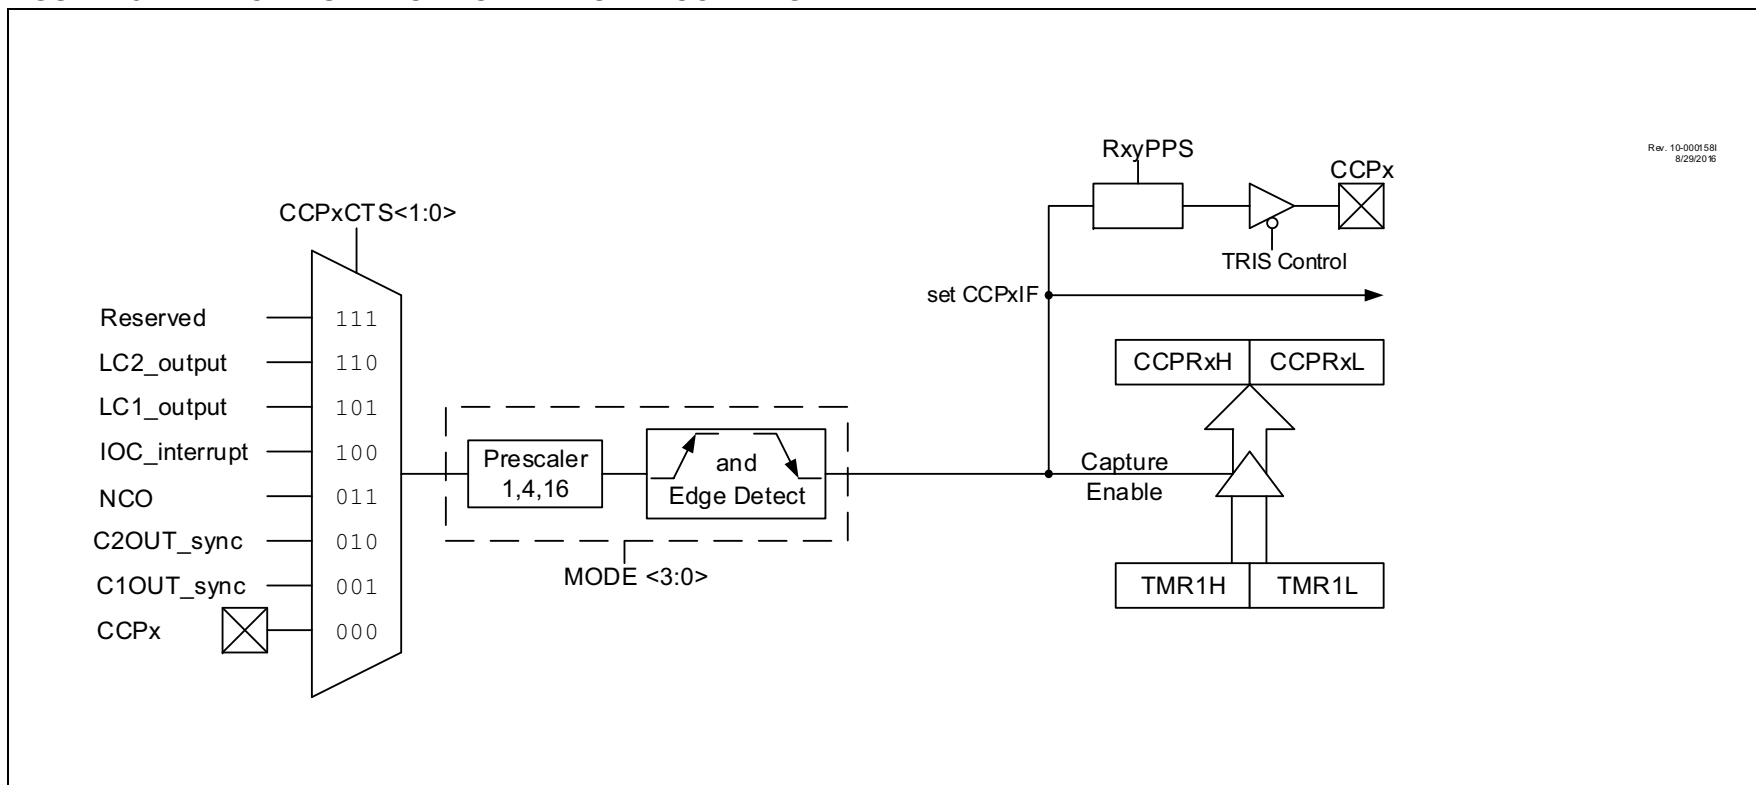 RxyPPS
CCPx
Rev. 10-000158I
8/29/2016
CCPxCTS<1:0>
TRIS Control
set CCPxIF
Reserved
111
LC2_output
110
LC1_output
101
IOC_interrupt
100
NCO
011
C2OUT_sync
010
C1OUT_sync
001
CCPx
000
Prescaler
1,4,16
and
Edge Detect
MODE <3:0>
CCPRxH
CCPRxL
Capture
Enable
TMR1H
TMR1L